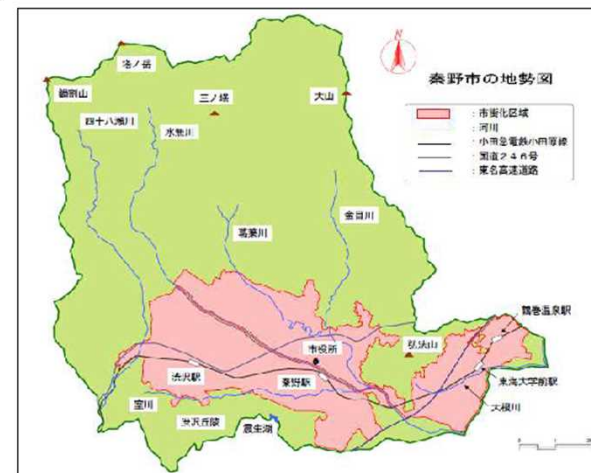 秦野市の地勢図
：市街化区域
：河川
：小田急電鉄小田原線
：国道２４６号
：東名高速道路
塔ノ岳
鍋割山
三ノ塔
大山
四十八瀬川
水無川
葛葉川
金目川
鶴巻温泉駅
弘法山
市役所
渋沢駅
秦野駅
東海大学前駅
大根川
室川
渋沢丘陵
震生湖